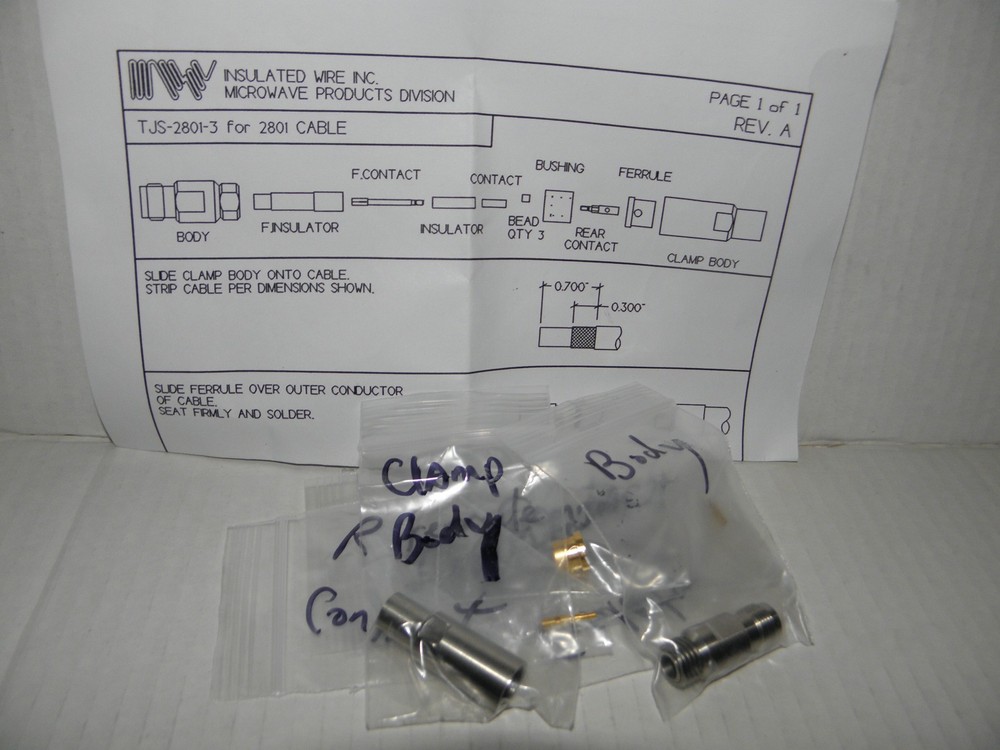 INSULATED WIRE INC.
MICROWAVE PRODUCTS DIVISION
PAGE 1 of 1
REV. A
TJS-2801-3 for 2801 CABLE
BODY
F.INSULATOR
F.CONTACT
INSULATOR
CONTACT
BEAD
QTY 3
BUSHING
REAR
CONTACT
FERRULE
CLAMP BODY
SLIDE CLAMP BODY ONTO CABLE.
STRIP CABLE PER DIMENSIONS SHOWN.
0.700"
0.300"
SLIDE FERRULE OVER OUTER CONDUCTOR
OF CABLE.
SEAT FIRMLY AND SOLDER.
Clamp
Body
Body
R
Con